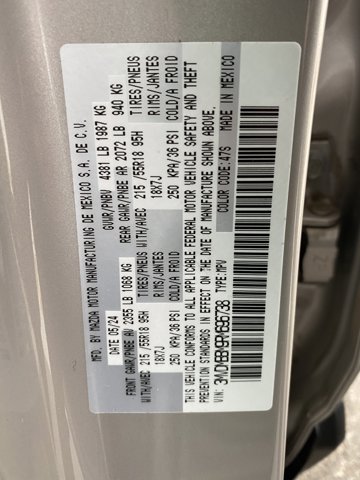 MFD. BY MAZDA MOTOR MANUFACTURING DE MEXICO S.A. DE C.V.
DATE 05/24 GVWR/PNBV 4381 LB 1987 KG
FRONT GAWR/PNBE AV 2355 LB 1068 KG REAR GAWR/PNBE AR 2072 LB 940 KG
WITH/AVEC TIRES/PNEUS WITH/AVEC TIRES/PNEUS
215 /55R18 95H RIMS/JANTES 215 /55R18 95H RIMS/JANTES
18X7J COLD/A FROID 18X7J COLD/A FROID
250 KPA/36 PSI 250 KPA/36 PSI
THIS VEHICLE CONFORMS TO ALL APPLICABLE FEDERAL MOTOR VEHICLE SAFETY AND THEFT
PREVENTION STANDARDS IN EFFECT ON THE DATE OF MANUFACTURE SHOWN ABOVE.
VIN: TYPE:MPV COLOR CODE:47S MADE IN MEXICO